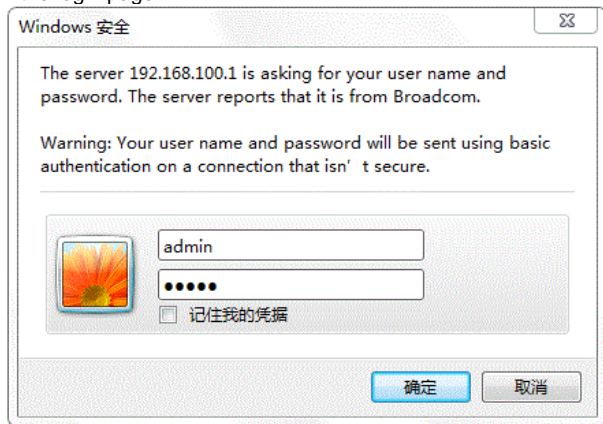 Windows 安全
The server 192.168.100.1 is asking for your user name and
password. The server reports that it is from Broadcom.
Warning: Your user name and password will be sent using basic
authentication on a connection that isn' t secure.
admin
●●●●●
记住我的凭据
确定
取消